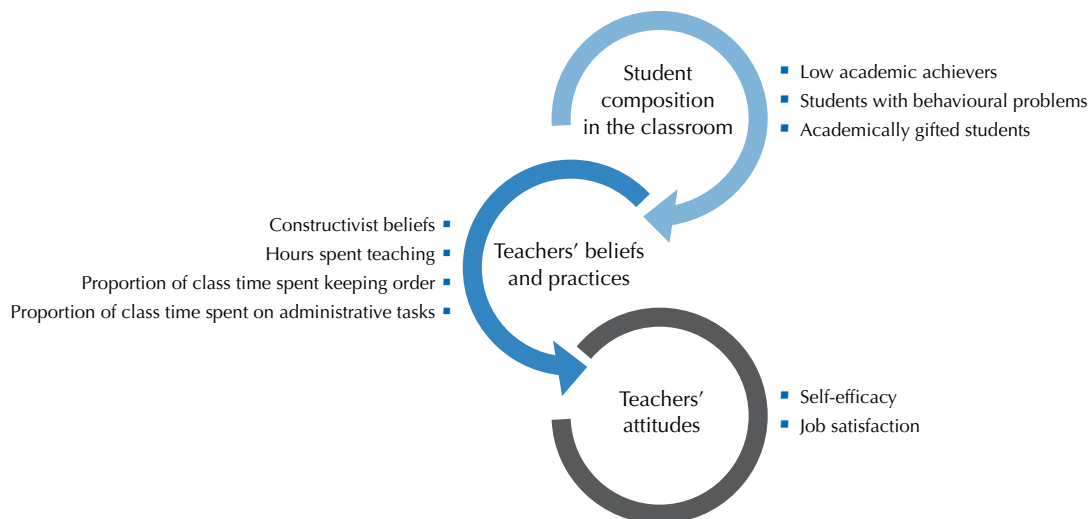 Student
composition
in the classroom
Low academic achievers
Students with behavioural problems
Academically gifted students
Constructivist beliefs
Hours spent teaching
Proportion of class time spent keeping order
Proportion of class time spent on administrative tasks
Teachers’ beliefs
and practices
Teachers’
attitudes
Self-efficacy
Job satisfaction